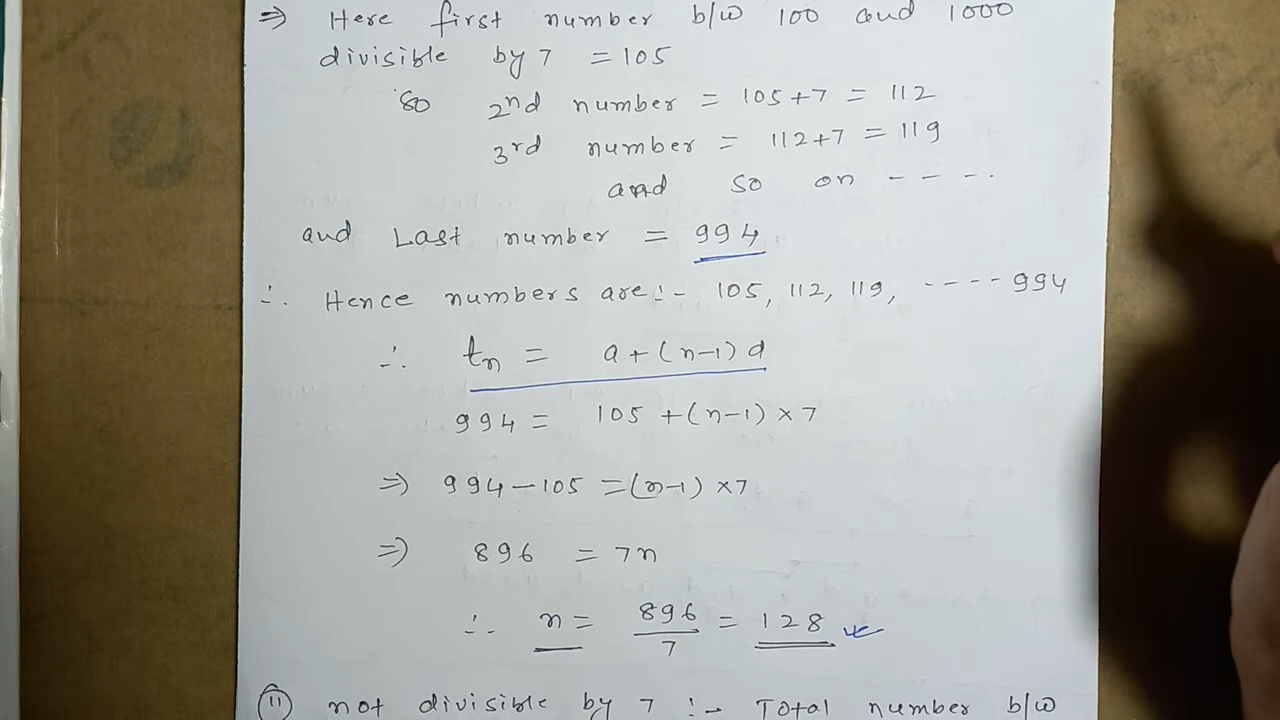 ⇒ Here first number b/w 100 and 1000
divisible by 7 = 105
So 2nd number = 105+7 = 112
3rd number = 112+7 = 119
and so on - - - -
and Last number = 994
∴ Hence numbers are:- 105, 112, 119, ---- 994
∴ tn = a+(n-1)d
994 = 105 +(n-1)×7
⇒ 994-105 =(n-1)×7
⇒ 896 = 7n
∴ n = 896/7 = 128
(ii) not divisible by 7 :- Total number b/w